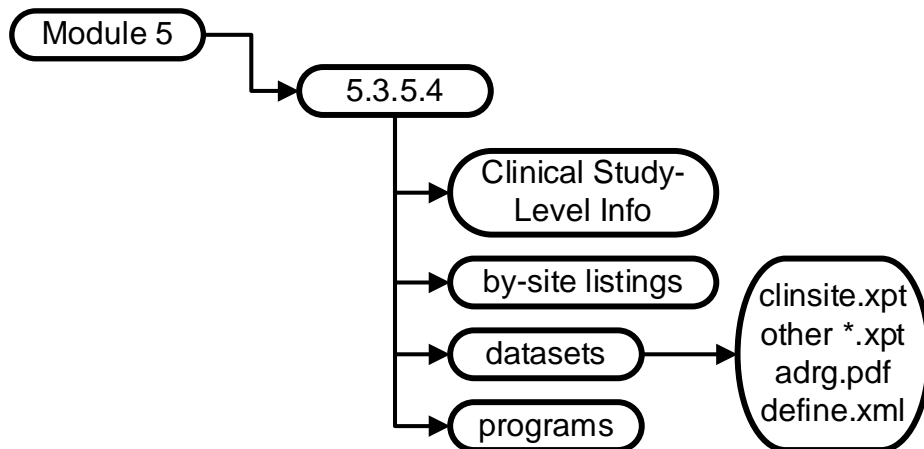 Module 5
5.3.5.4
Clinical Study-
Level Info
by-site listings
datasets
clinsite.xpt
other *.xpt
adrg.pdf
define.xml
programs